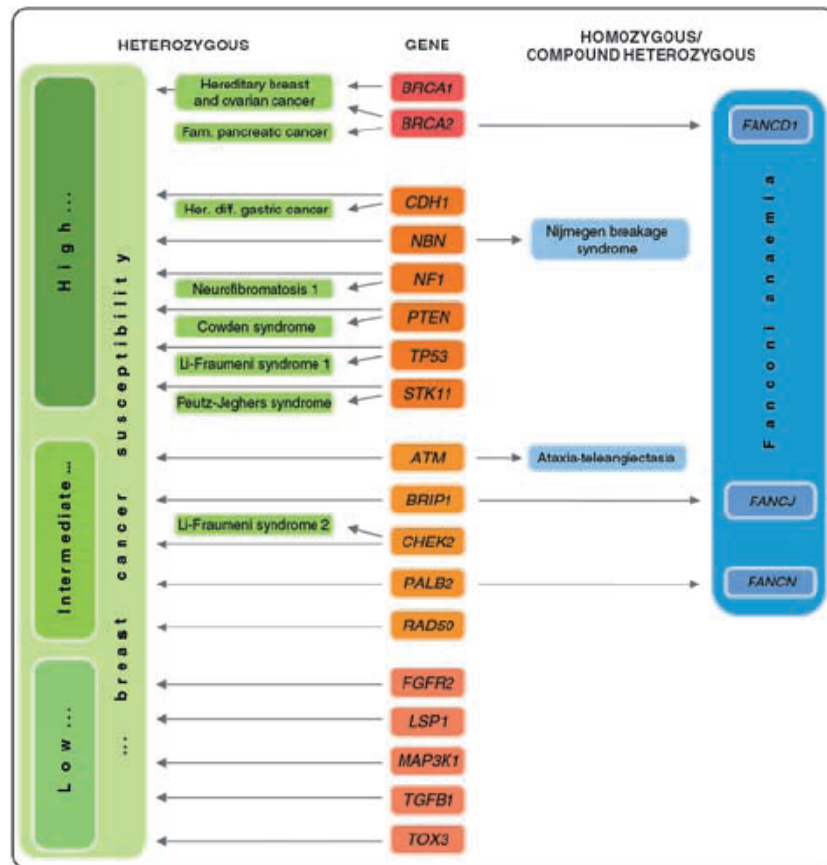 HETEROZYGOUS
GENE
HOMOZYGOUS/
COMPOUND HETEROZYGOUS
High...
Intermediate...
Low...
... breast cancer susceptibility
Hereditary breast
and ovarian cancer
Fam. pancreatic cancer
Her. diff. gastric cancer
Neurofibromatosis 1
Cowden syndrome
Li-Fraumeni syndrome 1
Peutz-Jeghers syndrome
Li-Fraumeni syndrome 2
BRCA1
BRCA2
CDH1
NBN
NF1
PTEN
TP53
STK11
ATM
BRIP1
CHEK2
PALB2
RAD50
FGFR2
LSP1
MAP3K1
TGFB1
TOX3
Nijmegen breakage
syndrome
Ataxia-teleangiectasia
FANCD1
Fanconi anaemia
FANCJ
FANCN